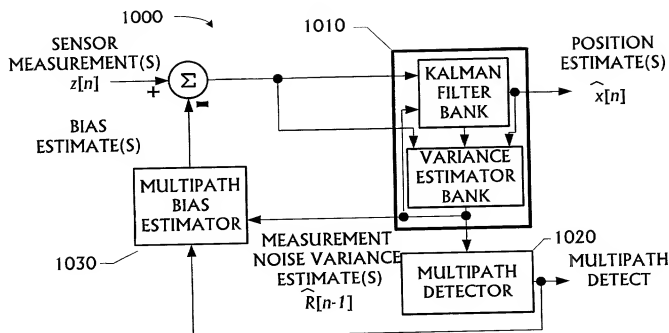 1000
1010
SENSOR
MEASUREMENT(S)
z[n]
+
Σ
-
KALMAN
FILTER
BANK
POSITION
ESTIMATE(S)
x̂[n]
BIAS
ESTIMATE(S)
VARIANCE
ESTIMATOR
BANK
MULTIPATH
BIAS
ESTIMATOR
1030
MEASUREMENT
NOISE VARIANCE
ESTIMATE(S)
R̂[n-1]
1020
MULTIPATH
DETECTOR
MULTIPATH
DETECT